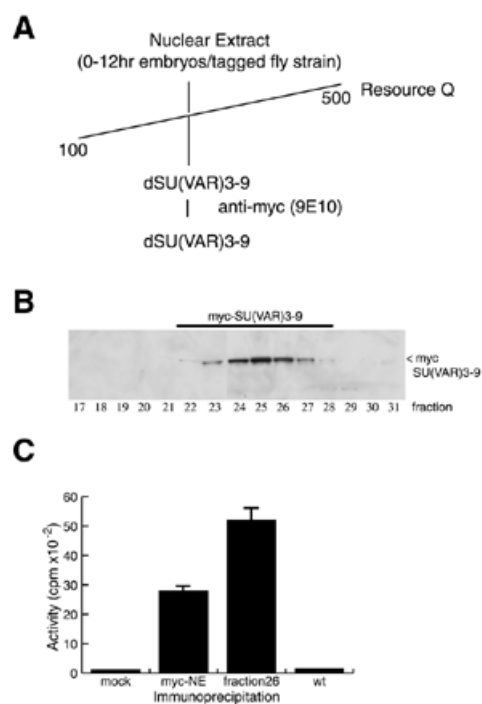 A
Nuclear Extract
(0-12hr embryos/tagged fly strain)
500 Resource Q
100
dSU(VAR)3-9
anti-myc (9E10)
dSU(VAR)3-9
B
myc-SU(VAR)3-9
< myc
SU(VAR)3-9
17 18 19 20 21 22 23 24 25 26 27 28 29 30 31 fraction
C
60
50
40
30
20
10
0
Activity (cpm x10-2)
mock myc-NE fraction26 wt
Immunoprecipitation